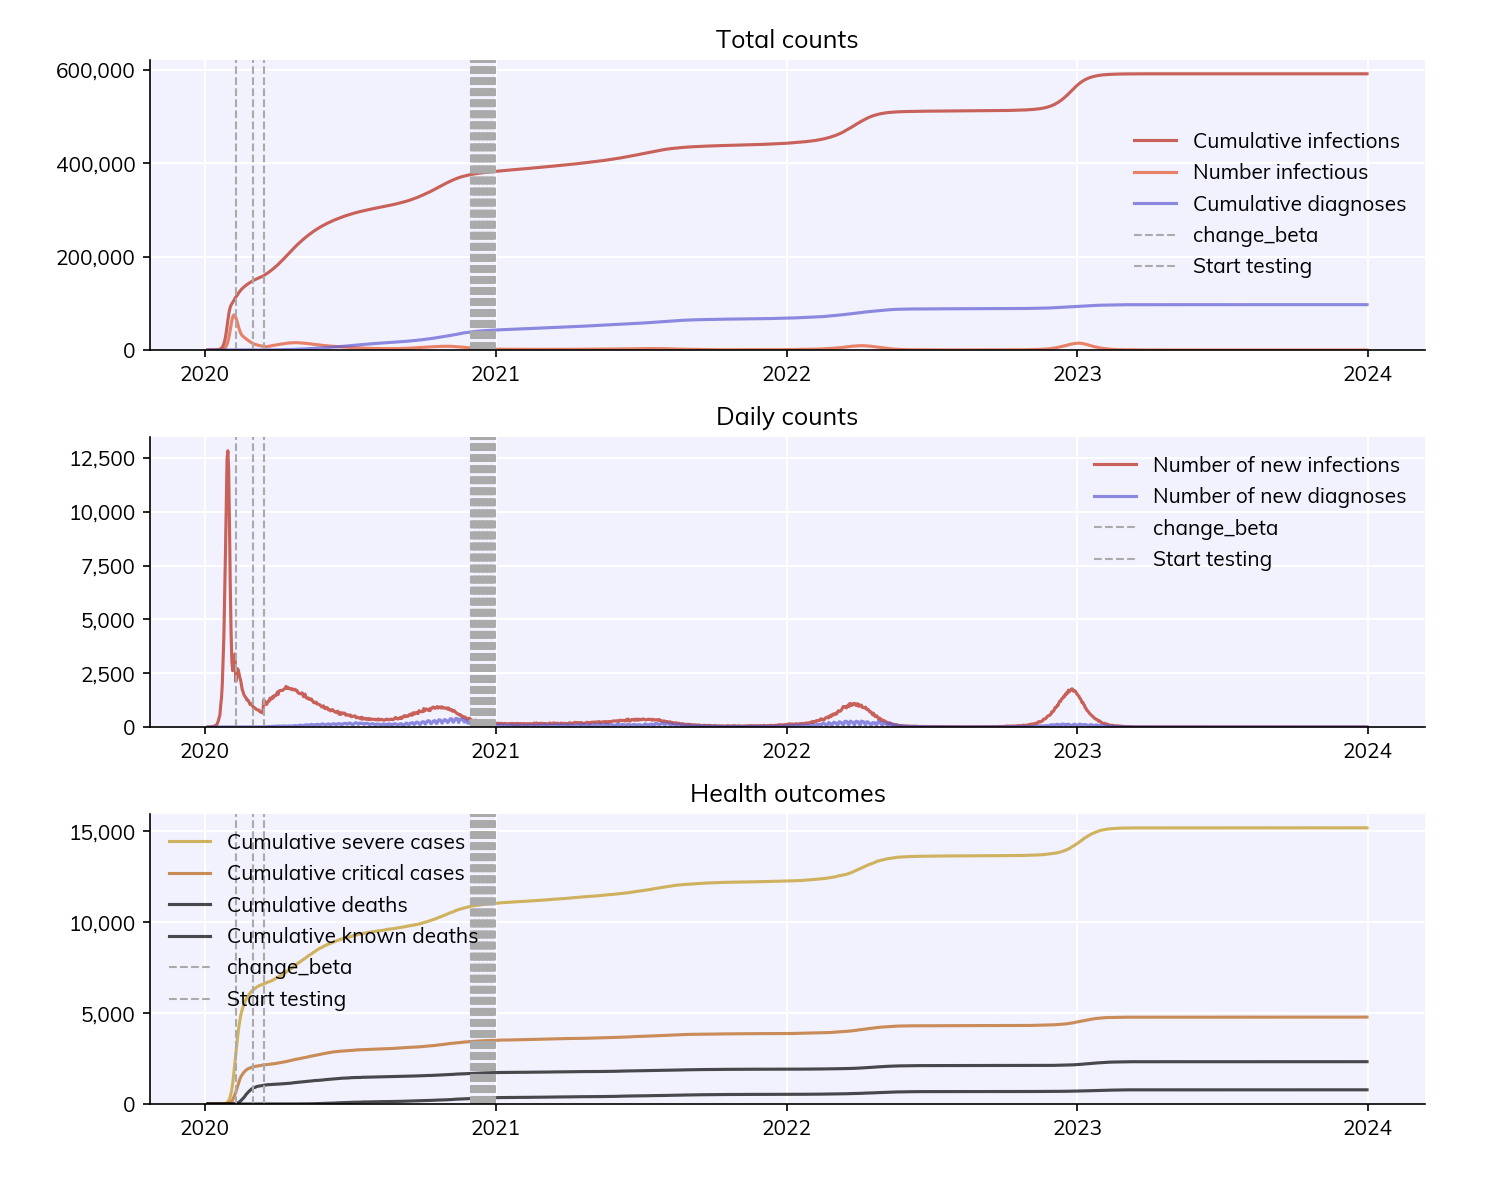 Total counts
600,000
400,000
200,000
0
Cumulative infections
Number infectious
Cumulative diagnoses
change_beta
Start testing
2020 2021 2022 2023 2024
Daily counts
12,500
10,000
7,500
5,000
2,500
0
Number of new infections
Number of new diagnoses
change_beta
Start testing
2020 2021 2022 2023 2024
Health outcomes
15,000
10,000
5,000
0
Cumulative severe cases
Cumulative critical cases
Cumulative deaths
Cumulative known deaths
change_beta
Start testing
2020 2021 2022 2023 2024